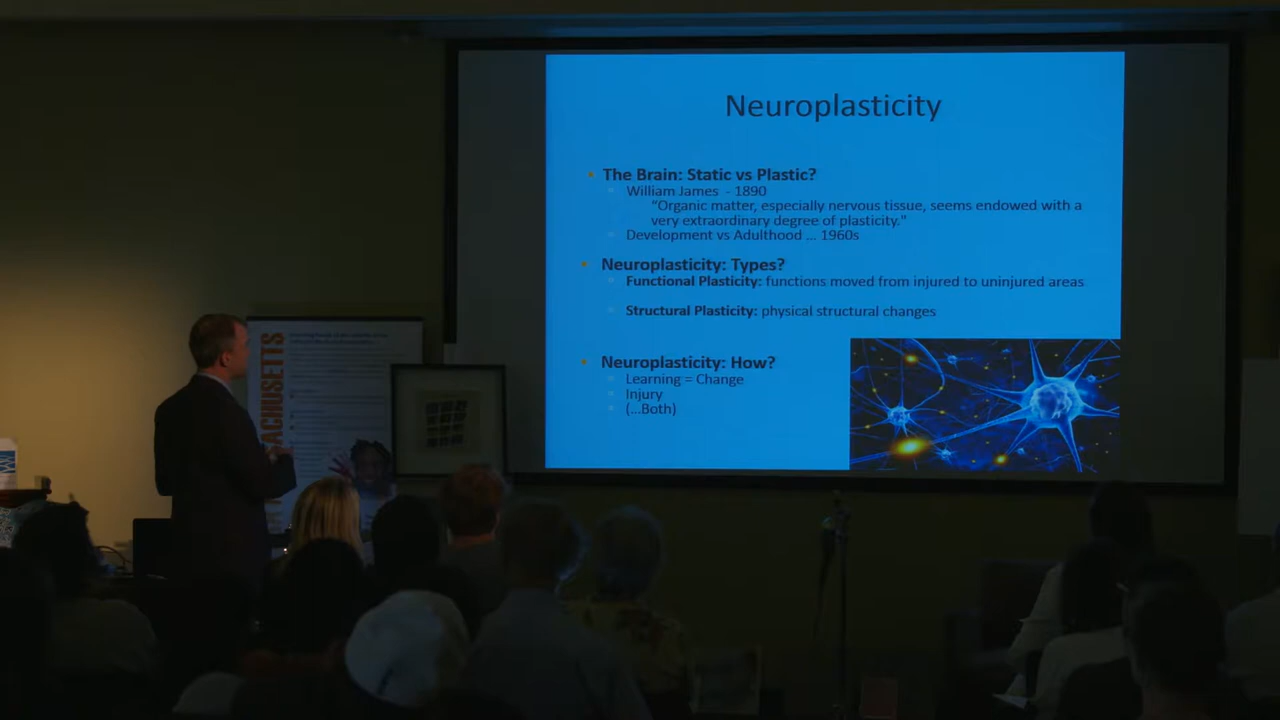 Neuroplasticity
The Brain: Static vs Plastic?
William James - 1890
“Organic matter, especially nervous tissue, seems endowed with a
very extraordinary degree of plasticity."
Development vs Adulthood ... 1960s
Neuroplasticity: Types?
Functional Plasticity: functions moved from injured to uninjured areas
Structural Plasticity: physical structural changes
Neuroplasticity: How?
Learning = Change
Injury
(...Both)
ACHUSETTS